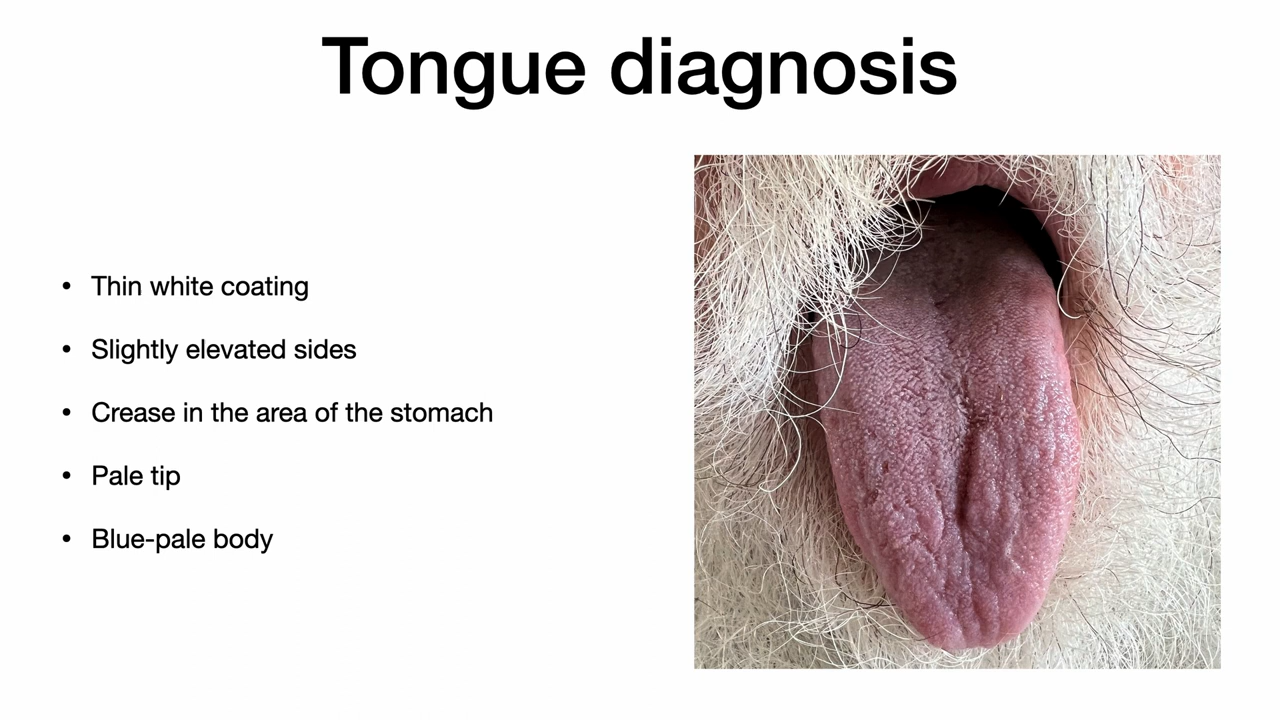 Tongue diagnosis
• Thin white coating
• Slightly elevated sides
• Crease in the area of the stomach
• Pale tip
• Blue-pale body